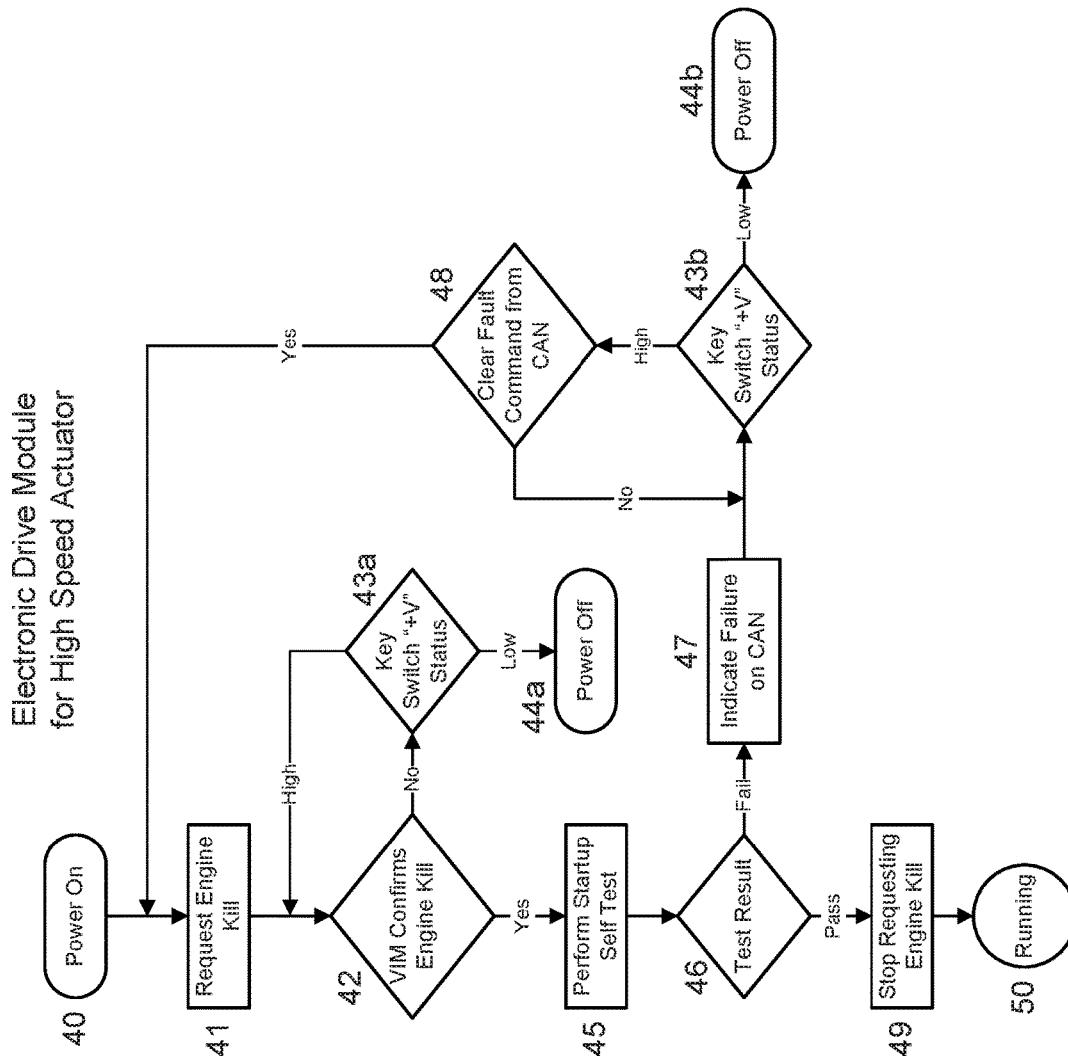 Electronic Drive Module
for High Speed Actuator
40
Power On
41
Request Engine
Kill
42
VIM Confirms
Engine Kill
No
High
43a
Key
Switch "+V"
Status
Low
44a
Power Off
Yes
45
Perform Startup
Self Test
46
Test Result
Fail
47
Indicate Failure
on CAN
43b
Key
Switch "+V"
Status
Low
44b
Power Off
High
48
Clear Fault
Command from
CAN
No
Yes
Pass
49
Stop Requesting
Engine Kill
50
Running